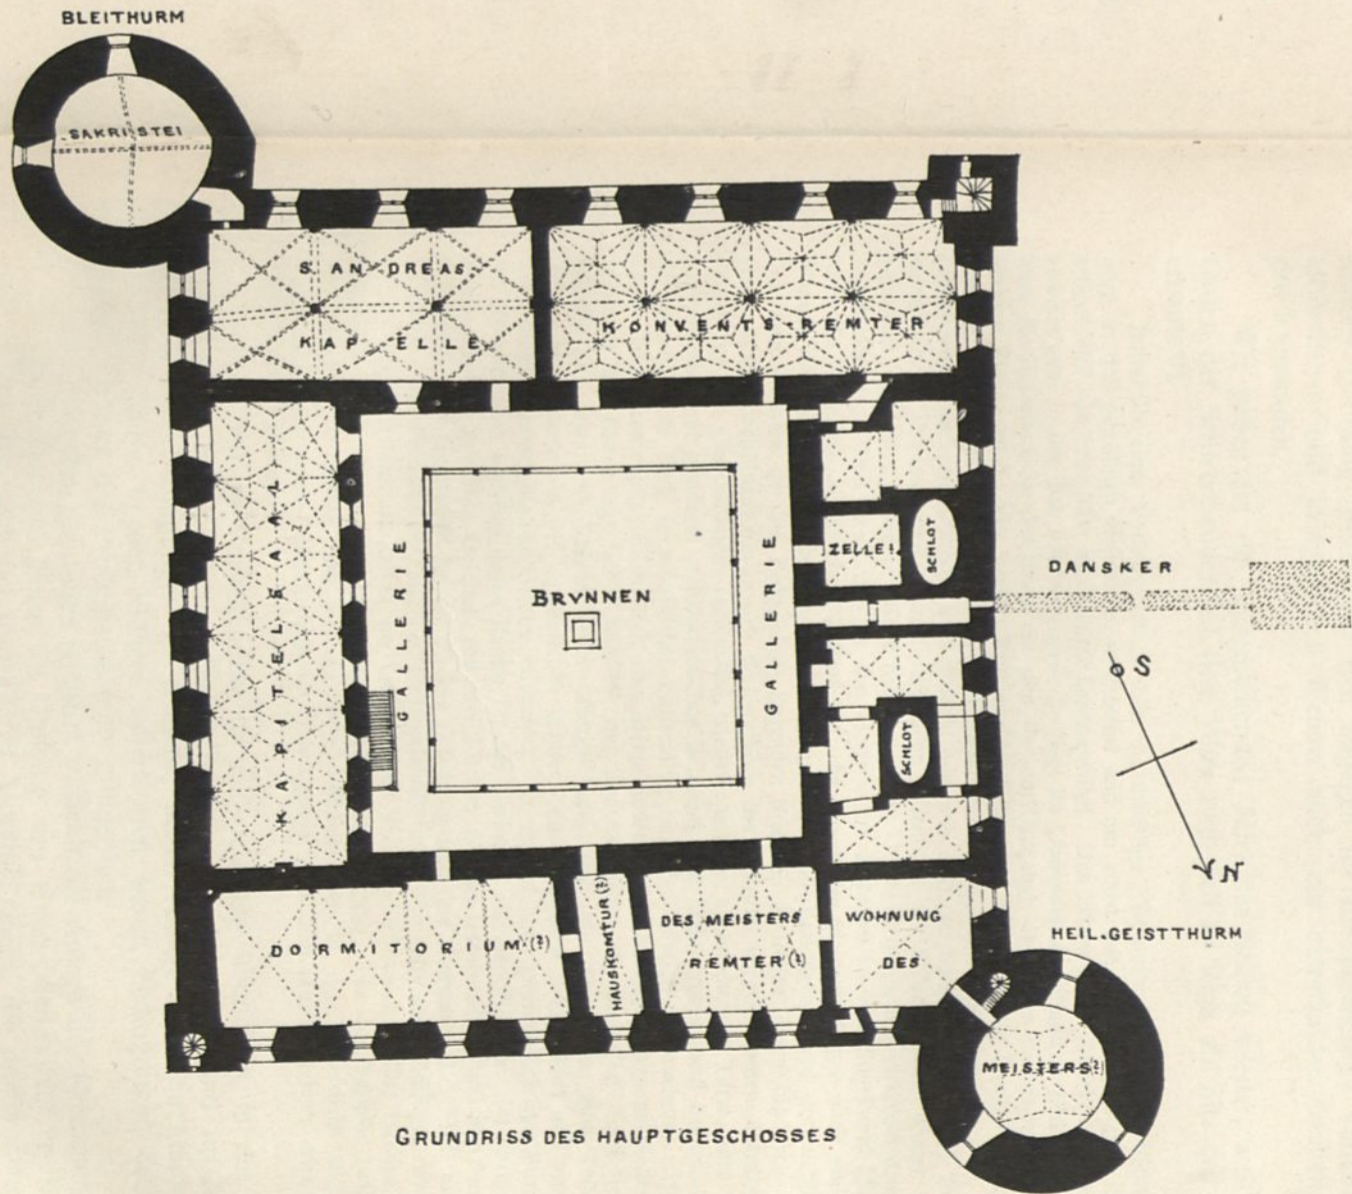 BLEITHURM
SAKRISTEI
S. ANDREAS
KAPELLE
KONVENTS-REMTER
KAPITELSAAL
GALLERIE
BRVNNEN
GALLERIE
ZELLE!
SCHLOT
DANSKER
S
SCHLOT
N
DORMITORIUM.(?)
HAUSKOMTUR(?)
DES MEISTERS
REMTER(?)
WOHNUNG
DES
HEIL.GEISTTHURM
MEISTERS(?)
GRUNDRISS DES HAUPTGESCHOSSES